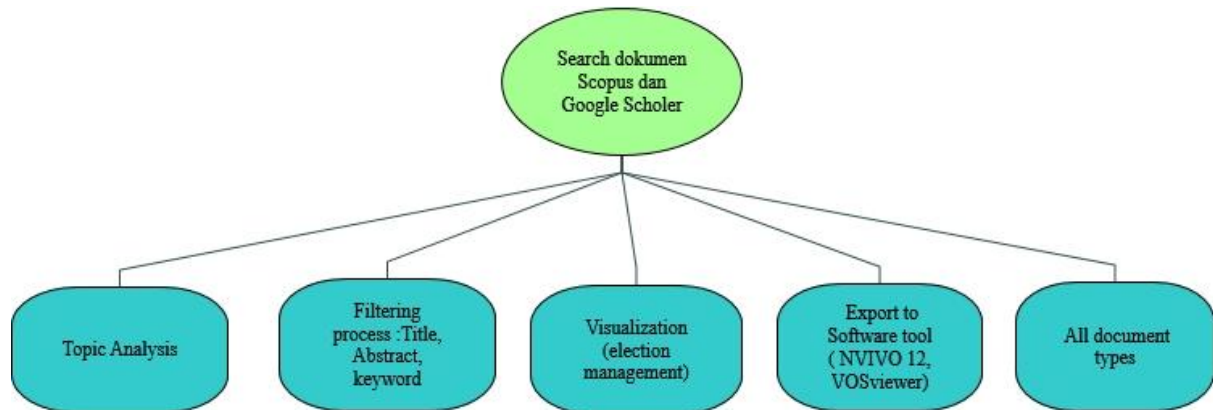 Search dokumen
Scopus dan
Google Scholer
Topic Analysis
Filtering
process :Title,
Abstract,
keyword
Visualization
(election
management)
Export to
Software tool
( NVIVO 12,
VOSviewer)
All document
types